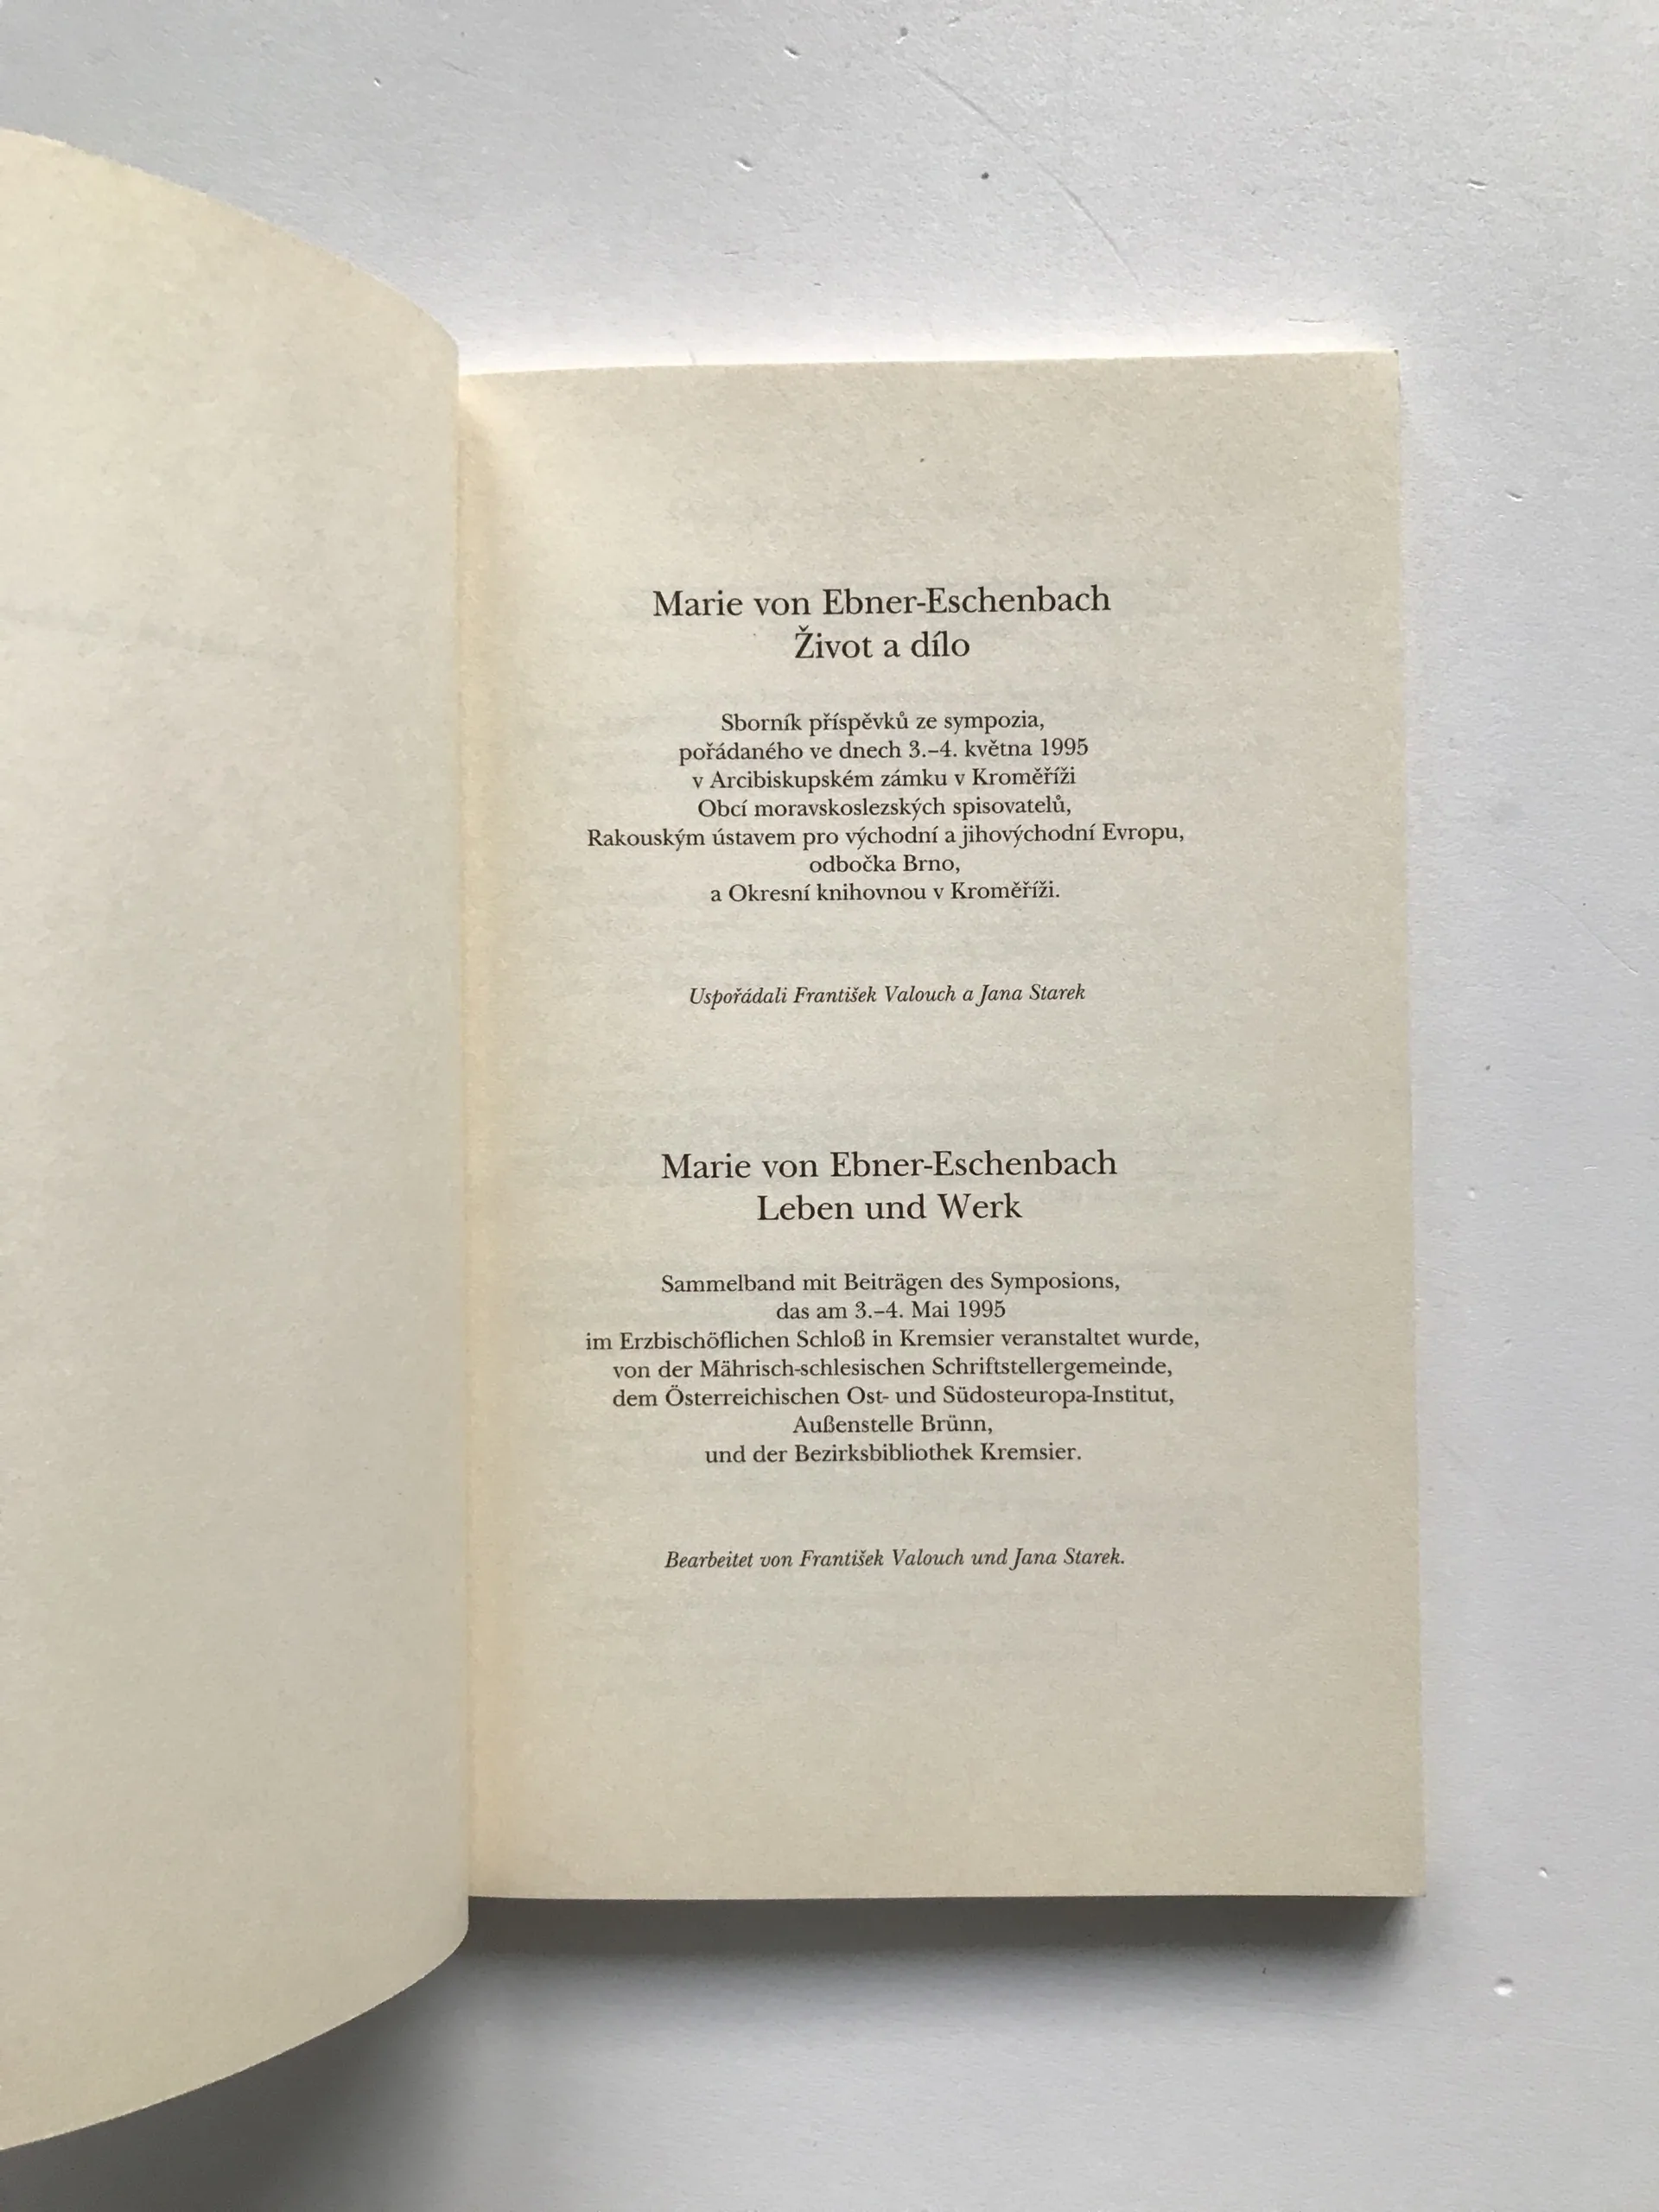 Marie von Ebner-Eschenbach
Život a dílo
Sborník příspěvků ze sympozia,
pořádaného ve dnech 3.–4. května 1995
v Arcibiskupském zámku v Kroměříži
Obcí moravskoslezských spisovatelů,
Rakouským ústavem pro východní a jihovýchodní Evropu,
odbočka Brno,
a Okresní knihovnou v Kroměříži.
Uspořádali František Valouch a Jana Starek
Marie von Ebner-Eschenbach
Leben und Werk
Sammelband mit Beiträgen des Symposions,
das am 3.–4. Mai 1995
im Erzbischöflichen Schloß in Kremsier veranstaltet wurde,
von der Mährisch-schlesischen Schriftstellergemeinde,
dem Österreichischen Ost- und Südosteuropa-Institut,
Außenstelle Brünn,
und der Bezirksbibliothek Kremsier.
Bearbeitet von František Valouch und Jana Starek.